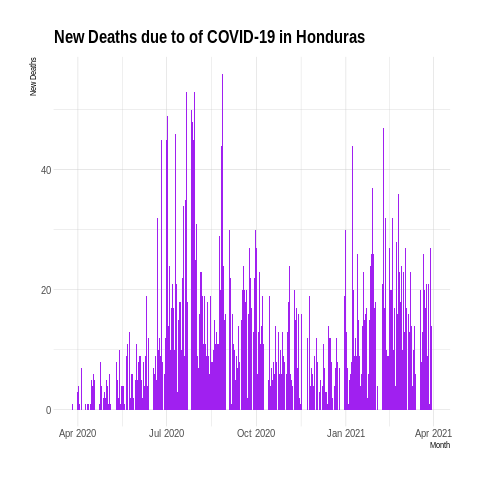 New Deaths due to of COVID-19 in Honduras
New Deaths
40
20
0
Apr 2020 Jul 2020 Oct 2020 Jan 2021 Apr 2021
Month